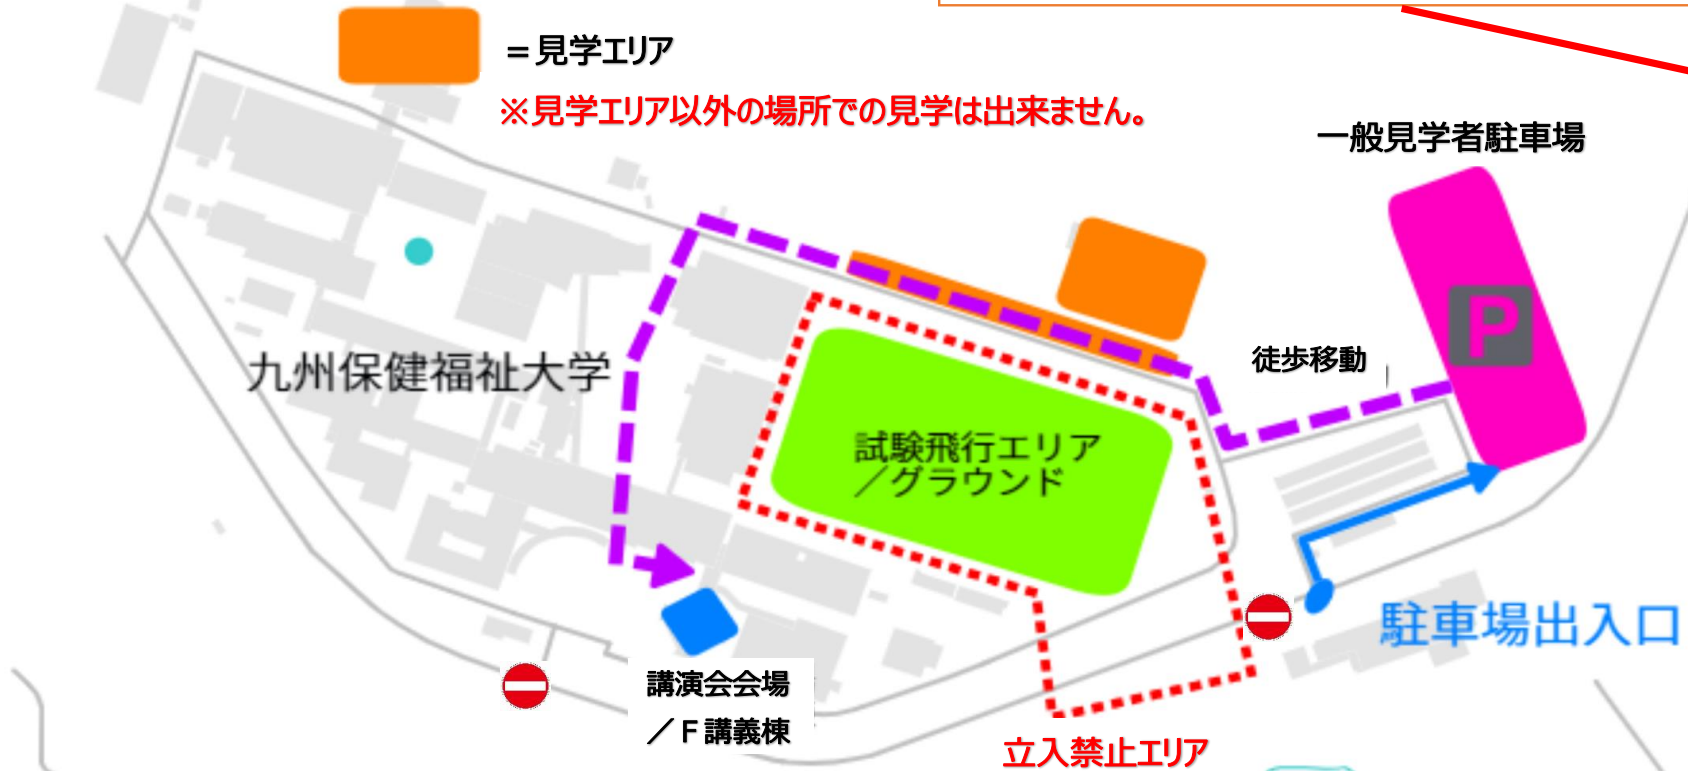 ＝見学エリア
※見学エリア以外の場所での見学は出来ません。
一般見学者駐車場
P
徒歩移動
九州保健福祉大学
試験飛行エリア
／グラウンド
駐車場出入口
講演会会場
／Ｆ講義棟
立入禁止エリア